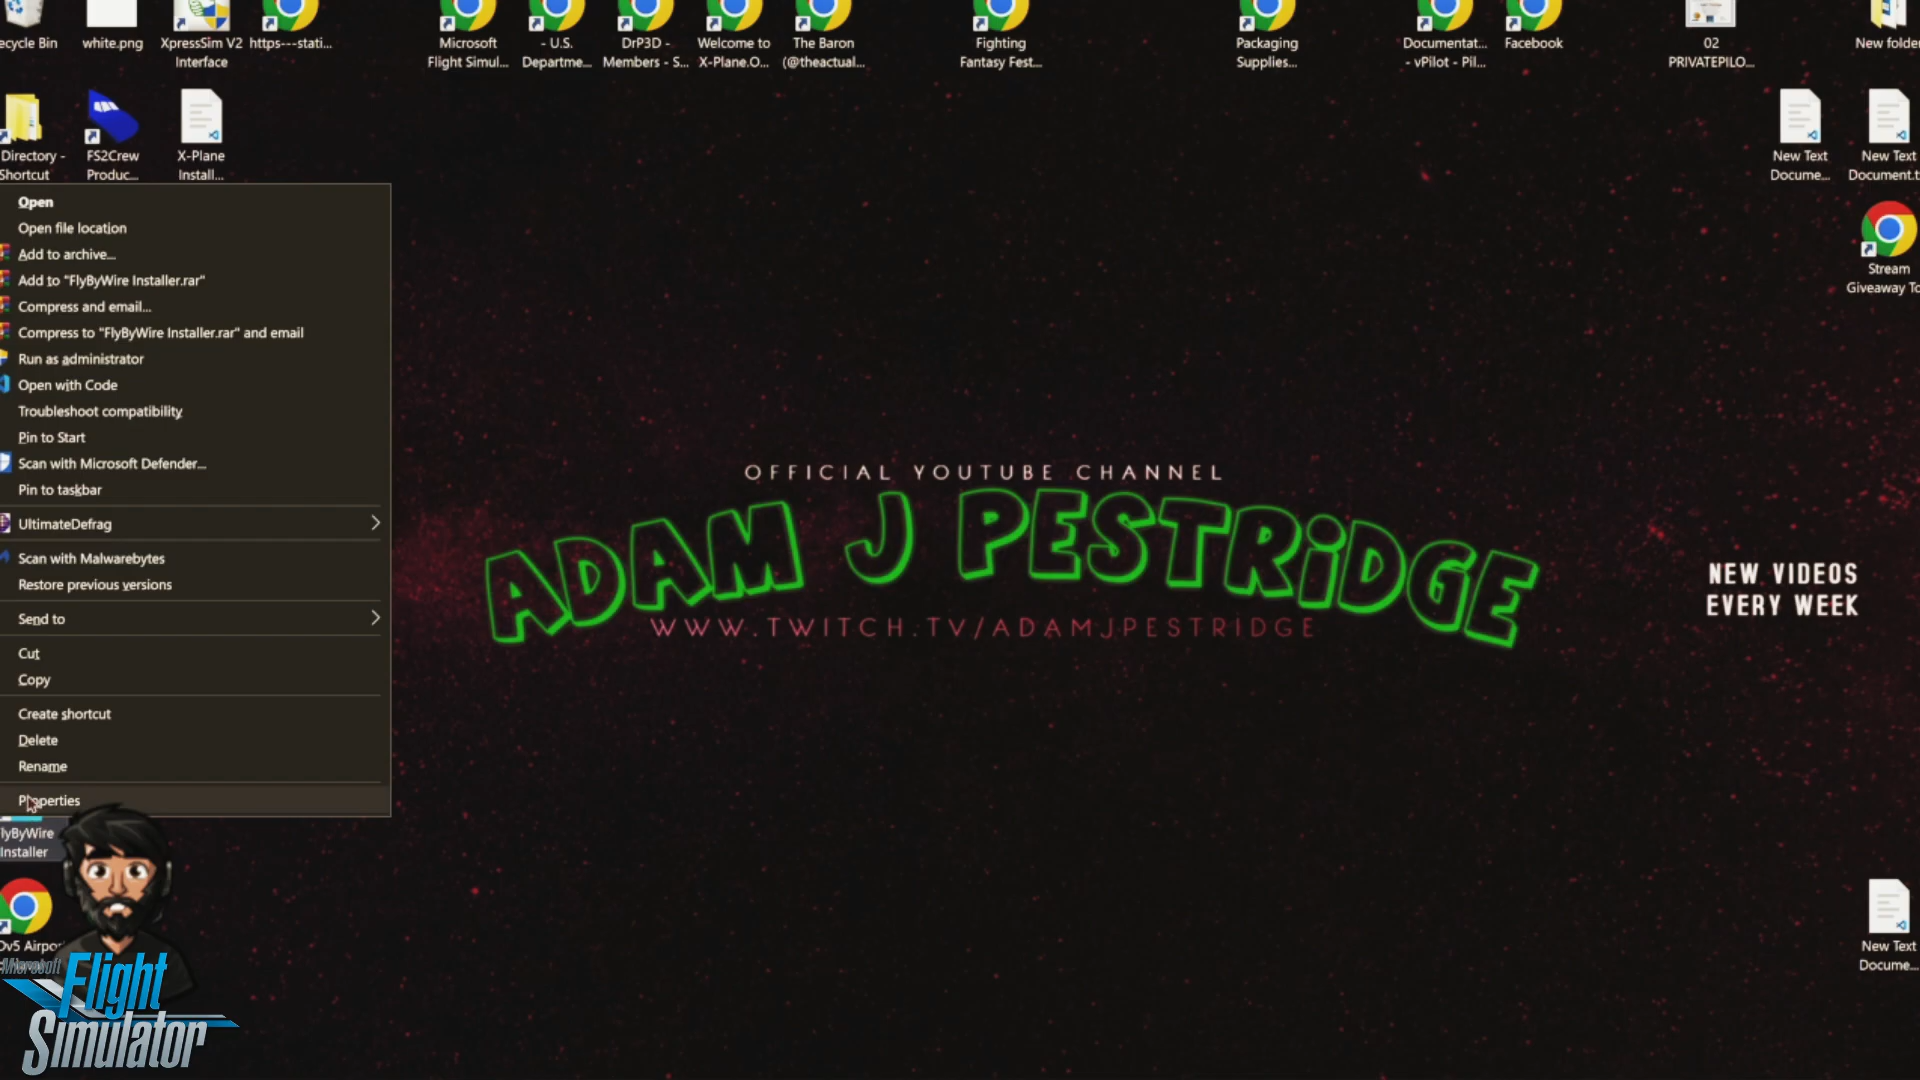 ecycle Bin
white.png
XpressSim V2
Interface
https---stati...
Microsoft
Flight Simul...
- U.S.
Departme...
DrP3D -
Members - S...
Welcome to
X-Plane.O...
The Baron
(@theactual...
Fighting
Fantasy Fest...
Packaging
Supplies...
Documentat...
- vPilot - Pil...
Facebook
02
PRIVATEPILO...
New folder
Directory -
Shortcut
FS2Crew
Produc...
X-Plane
Install...
New Text
Docume...
New Text
Document.t
Stream
Giveaway To
Open
Open file location
Add to archive...
Add to "FlyByWire Installer.rar"
Compress and email...
Compress to "FlyByWire Installer.rar" and email
Run as administrator
Open with Code
Troubleshoot compatibility
Pin to Start
Scan with Microsoft Defender...
Pin to taskbar
UltimateDefrag
Scan with Malwarebytes
Restore previous versions
Send to
Cut
Copy
Create shortcut
Delete
Rename
Properties
OFFICIAL YOUTUBE CHANNEL
ADAM J PESTRiDGE
WWW.TWITCH.TV/ADAMJPESTRIDGE
NEW VIDEOS
EVERY WEEK
lyByWire
Installer
Ov5 Airpo
Microsoft
Flight
Simulator
New Text
Docume...